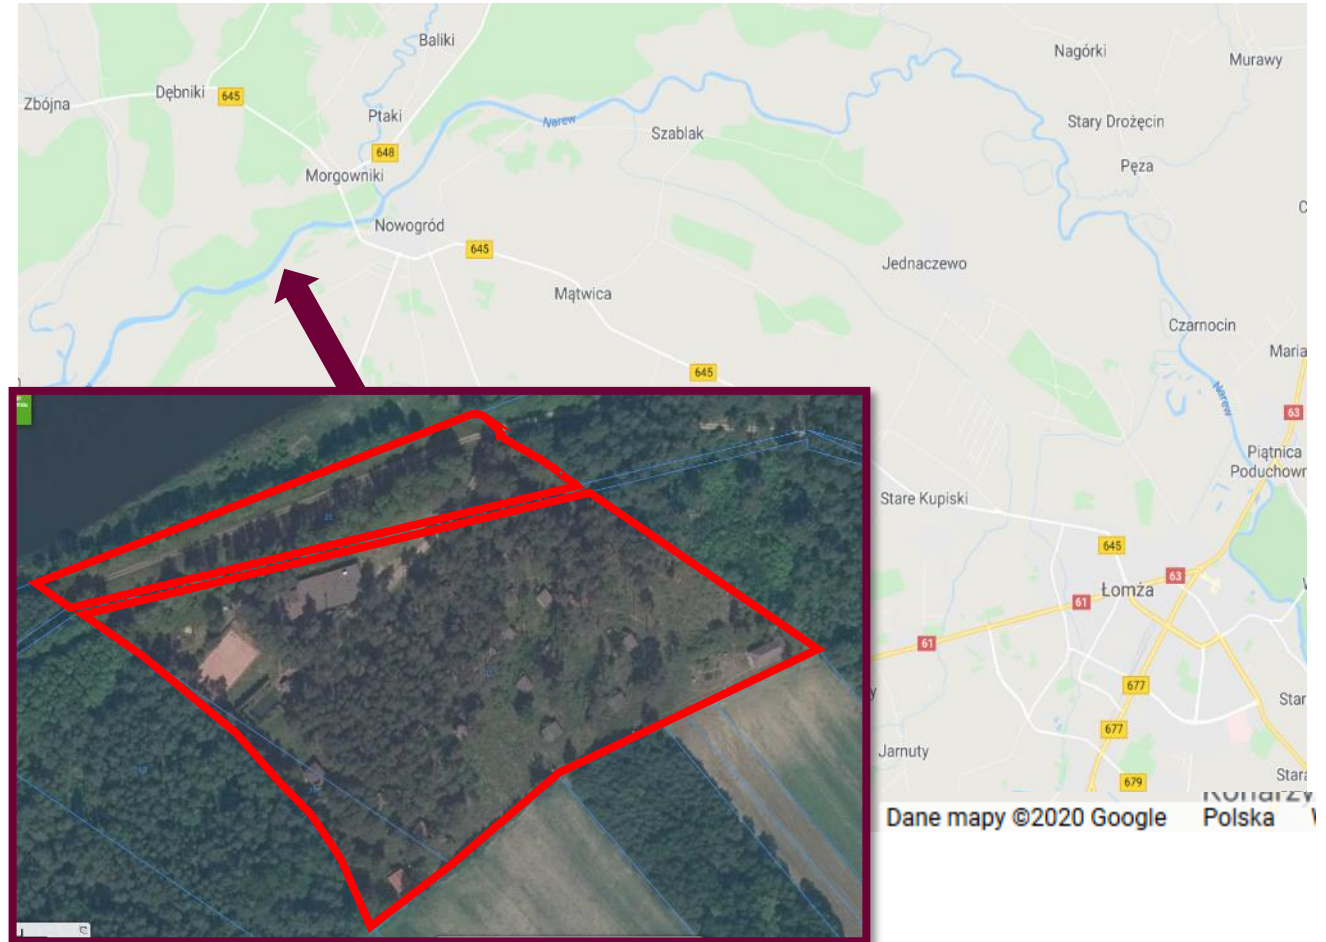 Baliki
Nagórki
Murawy
Zbójna
Dębniki
645
Ptaki
Narew
Szablak
Stary Drożęcin
648
Pęza
Morgowniki
Nowogród
645
Jednaczewo
Mątwica
Czarnocin
Maria
645
Narew
63
Piątnica
Poduchown
Stare Kupiski
645
63
Łomża
61
61
677
Star
677
Jarnuty
679
Stara
Dane mapy ©2020 Google
Polska